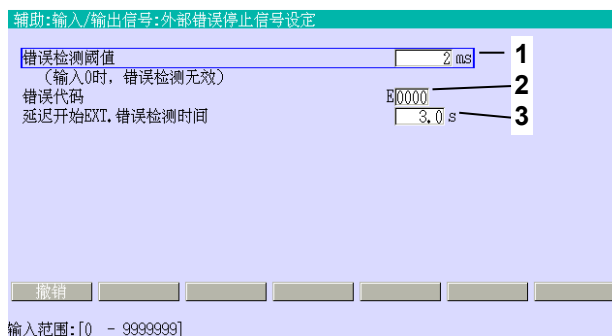 辅助:输入/输出信号:外部错误停止信号设定
错误检测阈值 2 ms 1
(输入0时，错误检测无效)
错误代码 E0000 2
延迟开始EXT.错误检测时间 3.0 s 3
撤销
输入范围:[0 - 9999999]